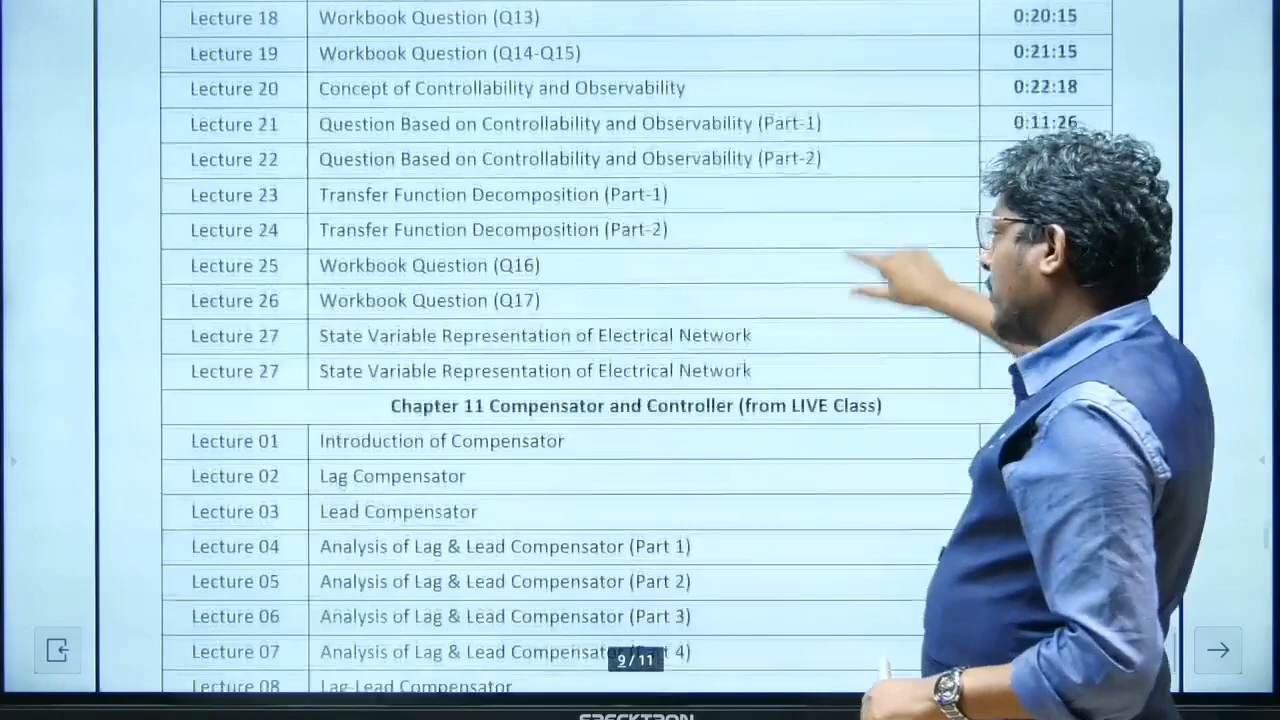 Lecture 18 Workbook Question (Q13) 0:20:15
Lecture 19 Workbook Question (Q14-Q15) 0:21:15
Lecture 20 Concept of Controllability and Observability 0:22:18
Lecture 21 Question Based on Controllability and Observability (Part-1) 0:11:26
Lecture 22 Question Based on Controllability and Observability (Part-2)
Lecture 23 Transfer Function Decomposition (Part-1)
Lecture 24 Transfer Function Decomposition (Part-2)
Lecture 25 Workbook Question (Q16)
Lecture 26 Workbook Question (Q17)
Lecture 27 State Variable Representation of Electrical Network
Lecture 27 State Variable Representation of Electrical Network
Chapter 11 Compensator and Controller (from LIVE Class)
Lecture 01 Introduction of Compensator
Lecture 02 Lag Compensator
Lecture 03 Lead Compensator
Lecture 04 Analysis of Lag & Lead Compensator (Part 1)
Lecture 05 Analysis of Lag & Lead Compensator (Part 2)
Lecture 06 Analysis of Lag & Lead Compensator (Part 3)
Lecture 07 Analysis of Lag & Lead Compensator (Part 4)
9/11
Lecture 08 Lag-Lead Compensator
SPECKTRON